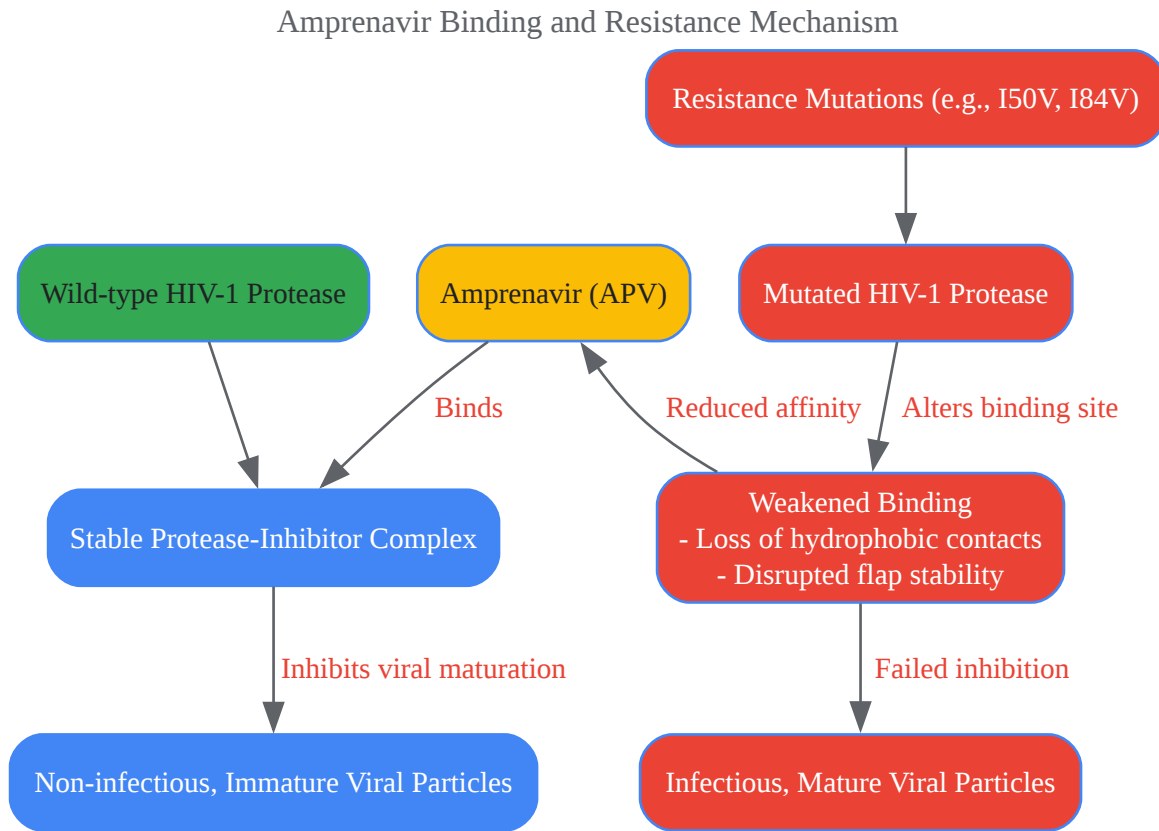 Amprenavir Binding and Resistance Mechanism
Resistance Mutations (e.g., I50V, I84V)
Wild-type HIV-1 Protease
Amprenavir (APV)
Mutated HIV-1 Protease
Binds
Reduced affinity
Alters binding site
Stable Protease-Inhibitor Complex
Weakened Binding
- Loss of hydrophobic contacts
- Disrupted flap stability
Inhibits viral maturation
Failed inhibition
Non-infectious, Immature Viral Particles
Infectious, Mature Viral Particles